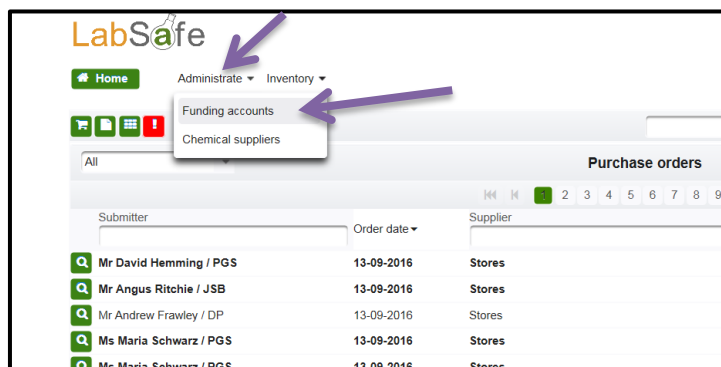 LabSafe
Home Administrate Inventory
Funding accounts
Chemical suppliers
All
Purchase orders
1 2 3 4 5 6 7 8 9
Submitter Order date Supplier
Mr David Hemming / PGS 13-09-2016 Stores
Mr Angus Ritchie / JSB 13-09-2016 Stores
Mr Andrew Frawley / DP 13-09-2016 Stores
Ms Maria Schwarz / PGS 13-09-2016 Stores
Ms Maria Schwarz / PGS 13-09-2016 Stores